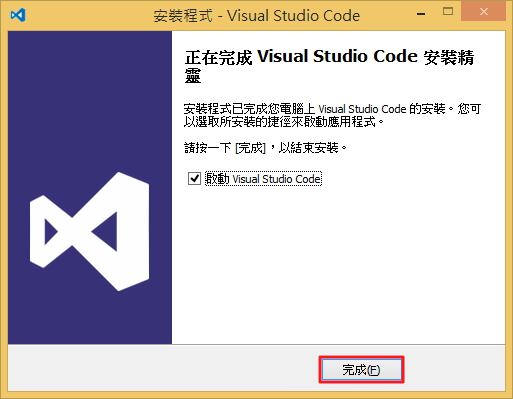 安裝程式 - Visual Studio Code
正在完成 Visual Studio Code 安裝精
靈
安裝程式已完成您電腦上 Visual Studio Code 的安裝。您可
以選取所安裝的捷徑來啟動應用程式。
請按一下 [完成]，以結束安裝。
啟動 Visual Studio Code
完成(F)